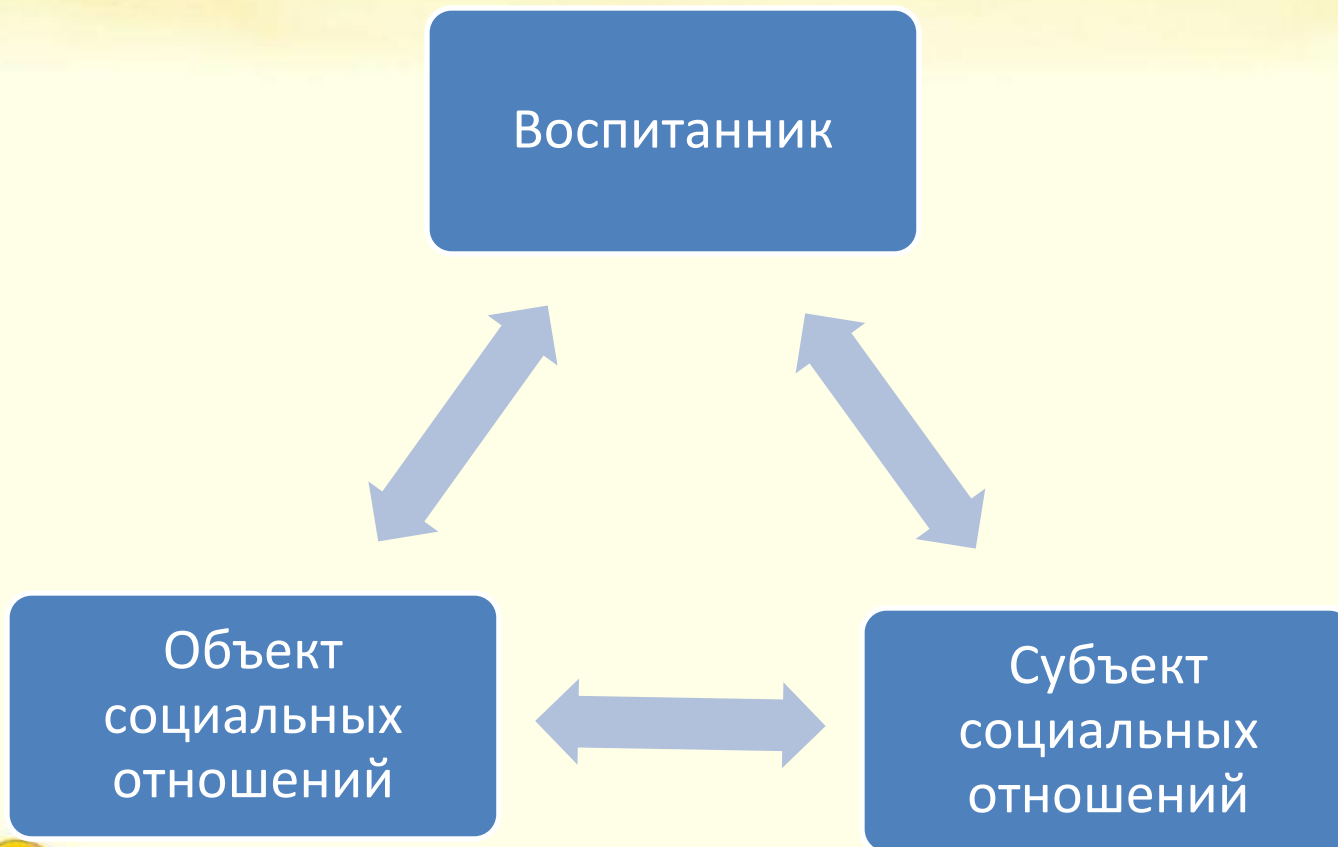 Воспитанник
Объект
социальных
отношений
Субъект
социальных
отношений